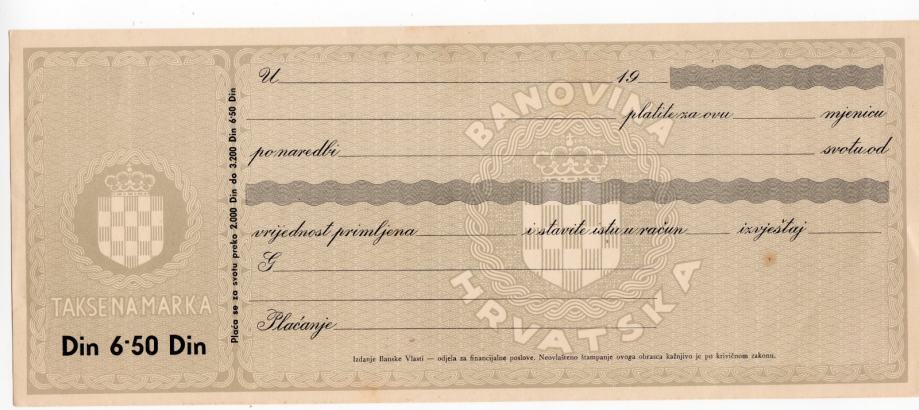 U 19
BANOVINA
platite za ovu mjenicu
po naredbi svotu od
vrijednost primljena i stavite istu u račun izvještaj
G
HRVATSKA
Plaćanje
Izdanje Banske Vlasti — odjela za financijalne poslove. Neovlašteno štampanje ovoga obrasca kažnjivo je po krivičnom zakonu.
Plaća se za svotu preko 2.000 Din do 3.200 Din 6·50 Din
TAKSENA MARKA
Din 6·50 Din